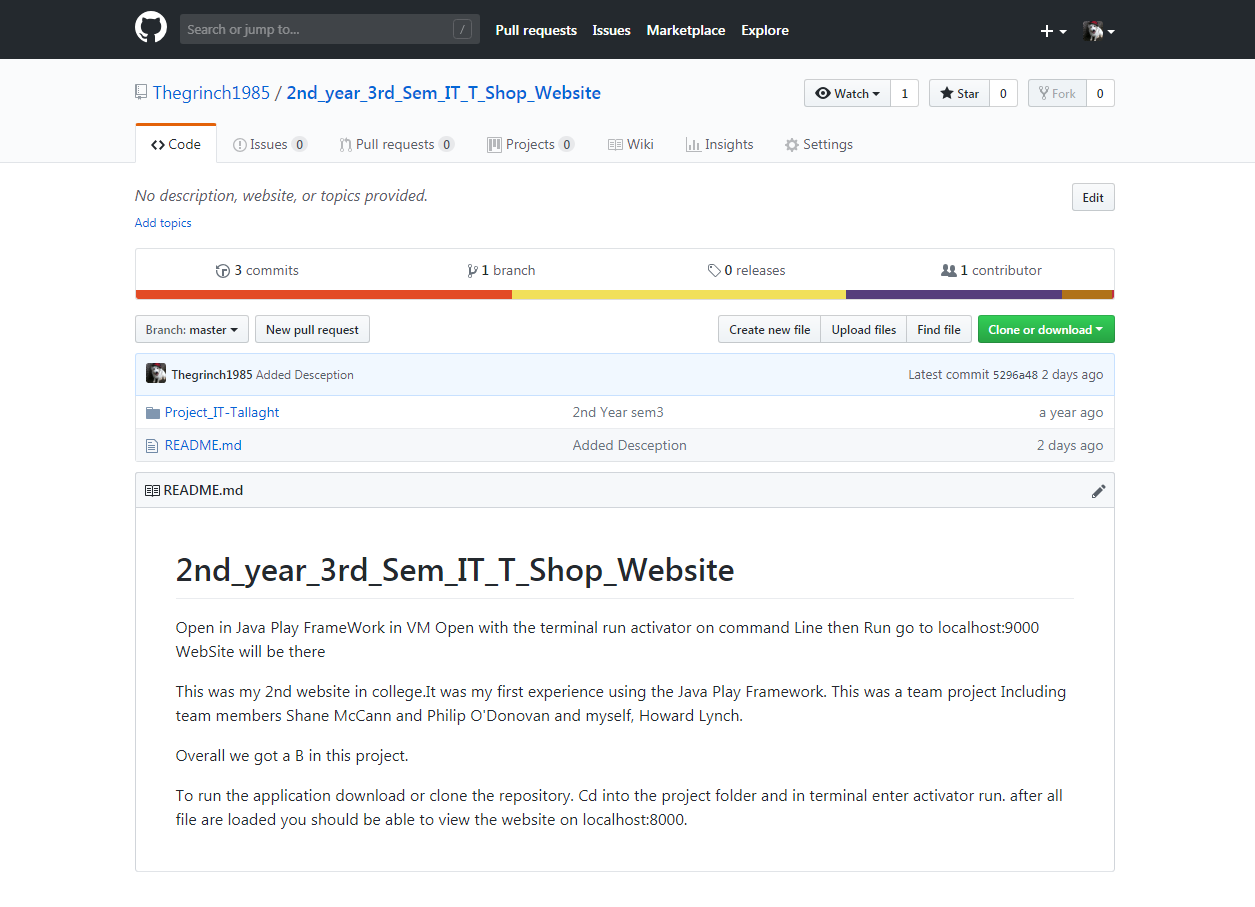 Search or jump to... /
Pull requests Issues Marketplace Explore
Thegrinch1985 / 2nd_year_3rd_Sem_IT_T_Shop_Website
Watch 1 Star 0 Fork 0
Code Issues 0 Pull requests 0 Projects 0 Wiki Insights Settings
No description, website, or topics provided.
Edit
Add topics
3 commits 1 branch 0 releases 1 contributor
Branch: master New pull request Create new file Upload files Find file Clone or download
Thegrinch1985 Added Desception Latest commit 5296a48 2 days ago
Project_IT-Tallaght 2nd Year sem3 a year ago
README.md Added Desception 2 days ago
README.md
2nd_year_3rd_Sem_IT_T_Shop_Website
Open in Java Play FrameWork in VM Open with the terminal run activator on command Line then Run go to localhost:9000
WebSite will be there
This was my 2nd website in college.It was my first experience using the Java Play Framework. This was a team project Including
team members Shane McCann and Philip O'Donovan and myself, Howard Lynch.
Overall we got a B in this project.
To run the application download or clone the repository. Cd into the project folder and in terminal enter activator run. after all
file are loaded you should be able to view the website on localhost:8000.